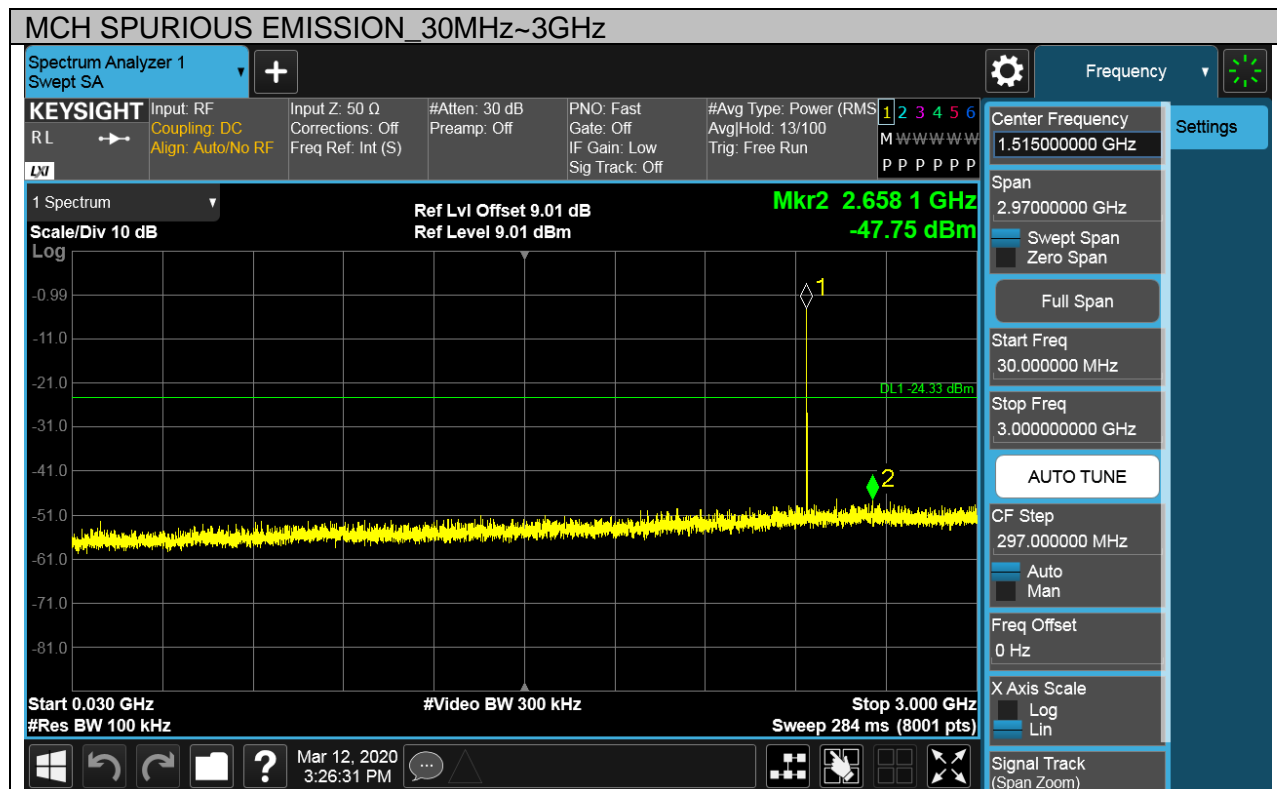 MCH SPURIOUS EMISSION_30MHz~3GHz
Spectrum Analyzer 1
Swept SA
+
Frequency
KEYSIGHT
RL
LXI
Input: RF
Coupling: DC
Align: Auto/No RF
Input Z: 50 Ω
Corrections: Off
Freq Ref: Int (S)
#Atten: 30 dB
Preamp: Off
PNO: Fast
Gate: Off
IF Gain: Low
Sig Track: Off
#Avg Type: Power (RMS
Avg|Hold: 13/100
Trig: Free Run
1 2 3 4 5 6
M W W W W W
P P P P P P
1 Spectrum
Scale/Div 10 dB
Ref Lvl Offset 9.01 dB
Ref Level 9.01 dBm
Mkr2 2.658 1 GHz
-47.75 dBm
Log
-0.99
-11.0
-21.0
-31.0
-41.0
-51.0
-61.0
-71.0
-81.0
1
DL1 -24.33 dBm
2
Start 0.030 GHz
#Res BW 100 kHz
#Video BW 300 kHz
Stop 3.000 GHz
Sweep 284 ms (8001 pts)
Center Frequency
1.515000000 GHz
Span
2.97000000 GHz
Swept Span
Zero Span
Full Span
Start Freq
30.000000 MHz
Stop Freq
3.000000000 GHz
AUTO TUNE
CF Step
297.000000 MHz
Auto
Man
Freq Offset
0 Hz
X Axis Scale
Log
Lin
Signal Track
(Span Zoom)
Settings
?
Mar 12, 2020
3:26:31 PM